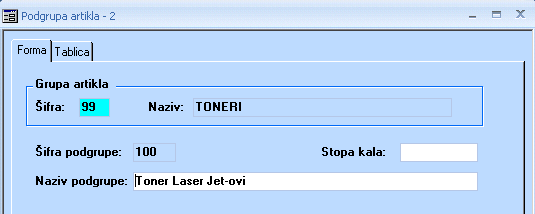 Podgrupa artikla - 2
Forma Tablica
Grupa artikla
Šifra: 99 Naziv: TONERI
Šifra podgrupe: 100 Stopa kala:
Naziv podgrupe: Toner Laser Jet-ovi